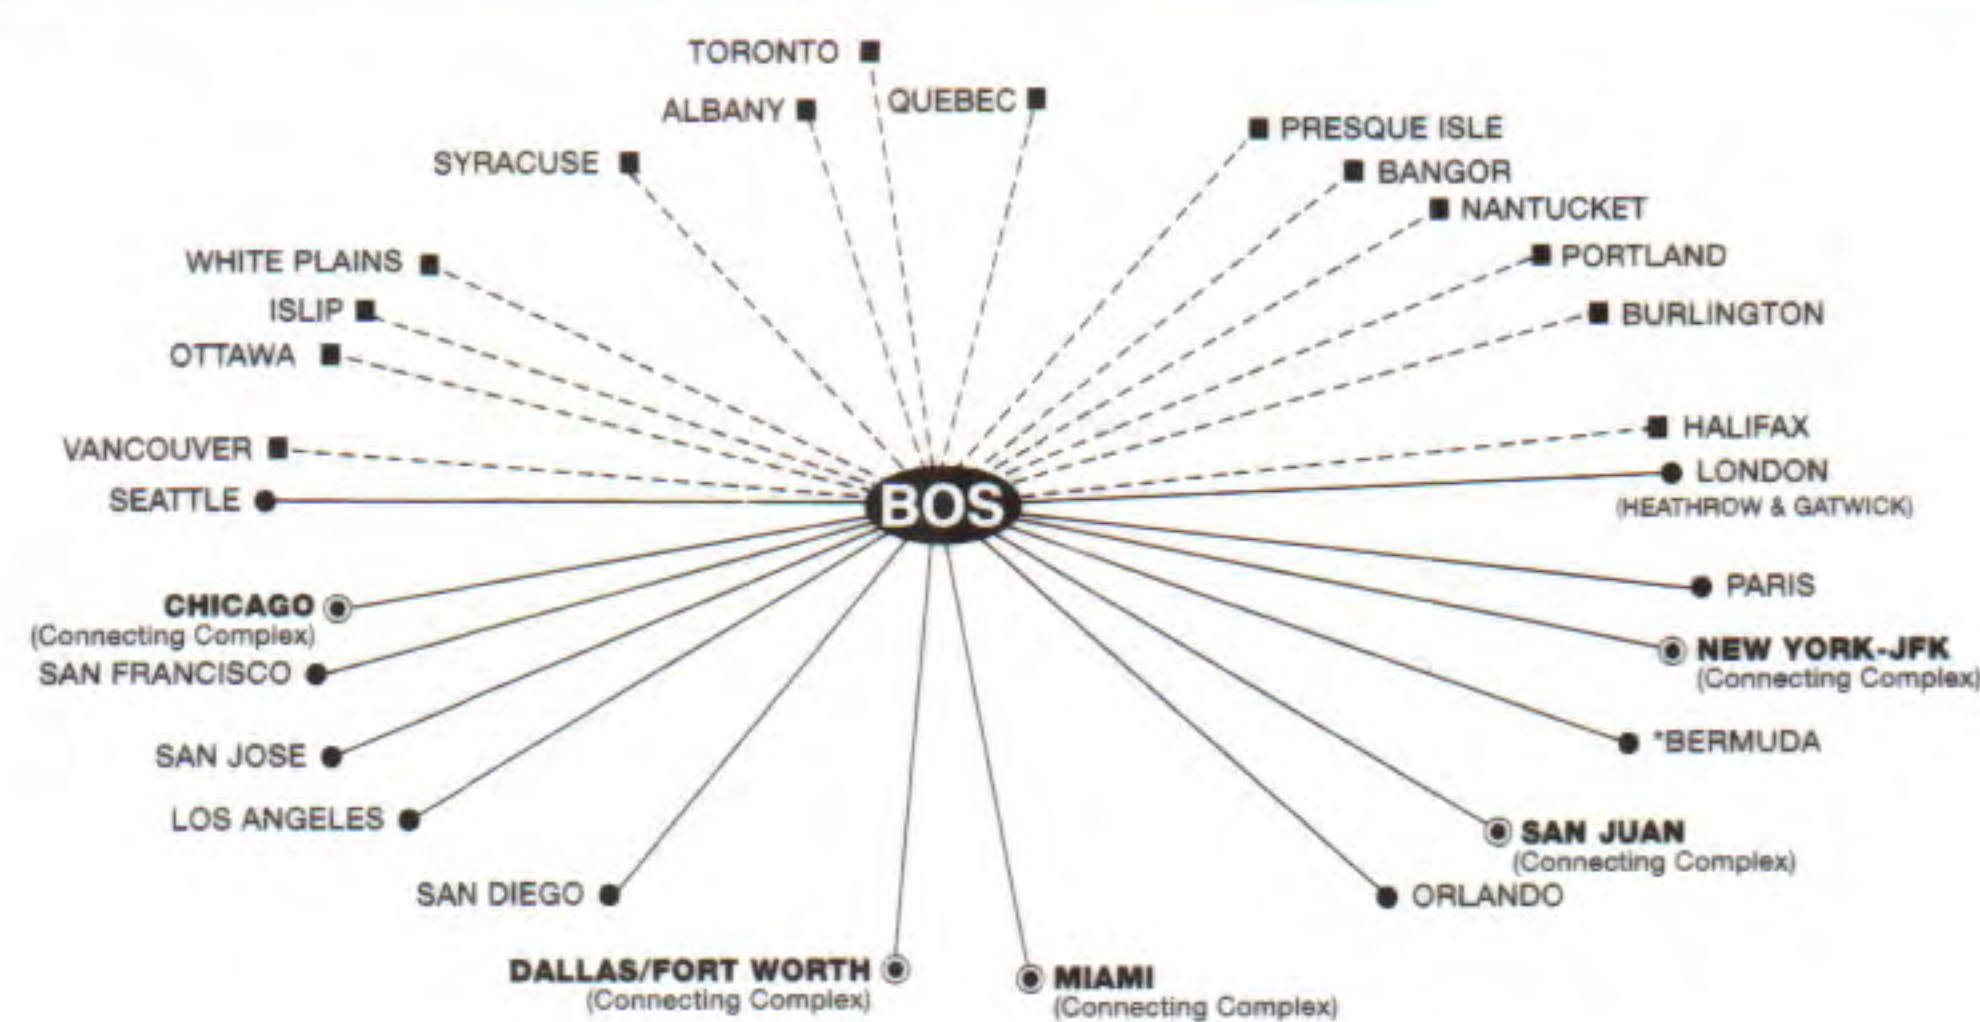 TORONTO
QUEBEC
ALBANY
PRESQUE ISLE
SYRACUSE
BANGOR
NANTUCKET
WHITE PLAINS
PORTLAND
ISLIP
BURLINGTON
OTTAWA
HALIFAX
VANCOUVER
LONDON
(HEATHROW & GATWICK)
SEATTLE
BOS
PARIS
CHICAGO
(Connecting Complex)
NEW YORK-JFK
(Connecting Complex)
SAN FRANCISCO
*BERMUDA
SAN JOSE
LOS ANGELES
SAN JUAN
(Connecting Complex)
SAN DIEGO
ORLANDO
DALLAS/FORT WORTH
(Connecting Complex)
MIAMI
(Connecting Complex)